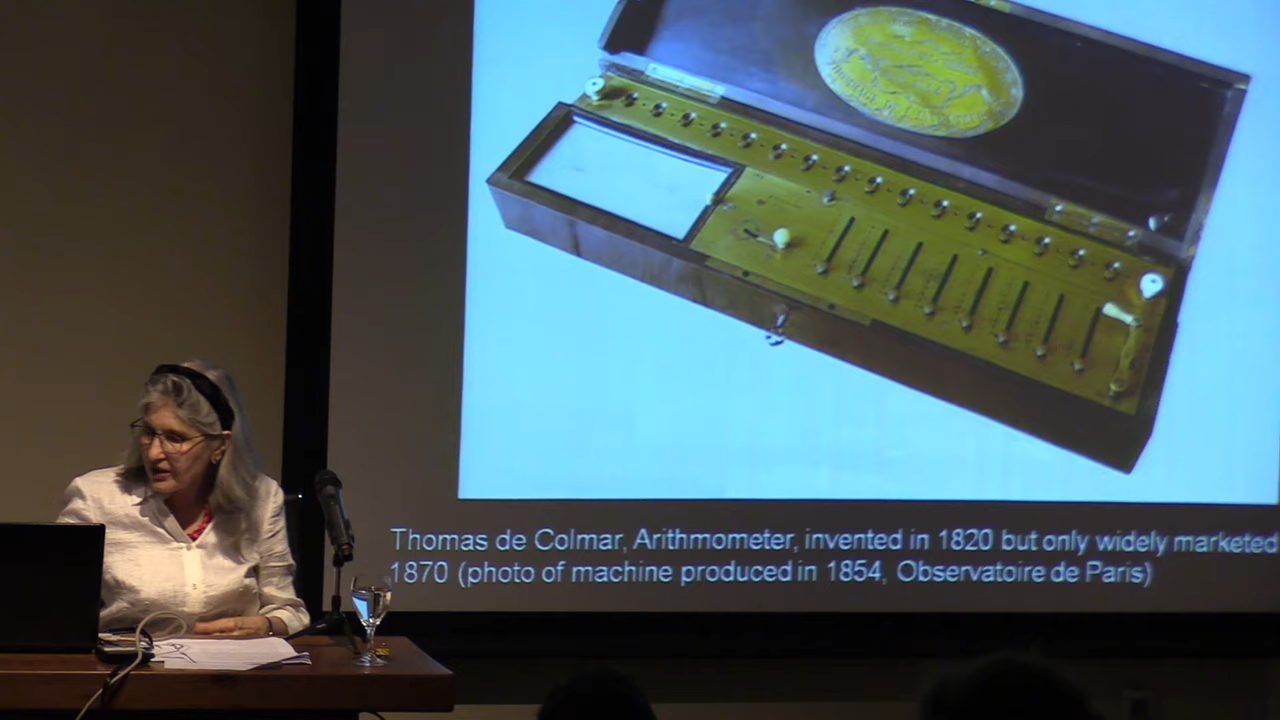 Thomas de Colmar, Arithmometer, invented in 1820 but only widely marketed
1870 (photo of machine produced in 1854, Observatoire de Paris)